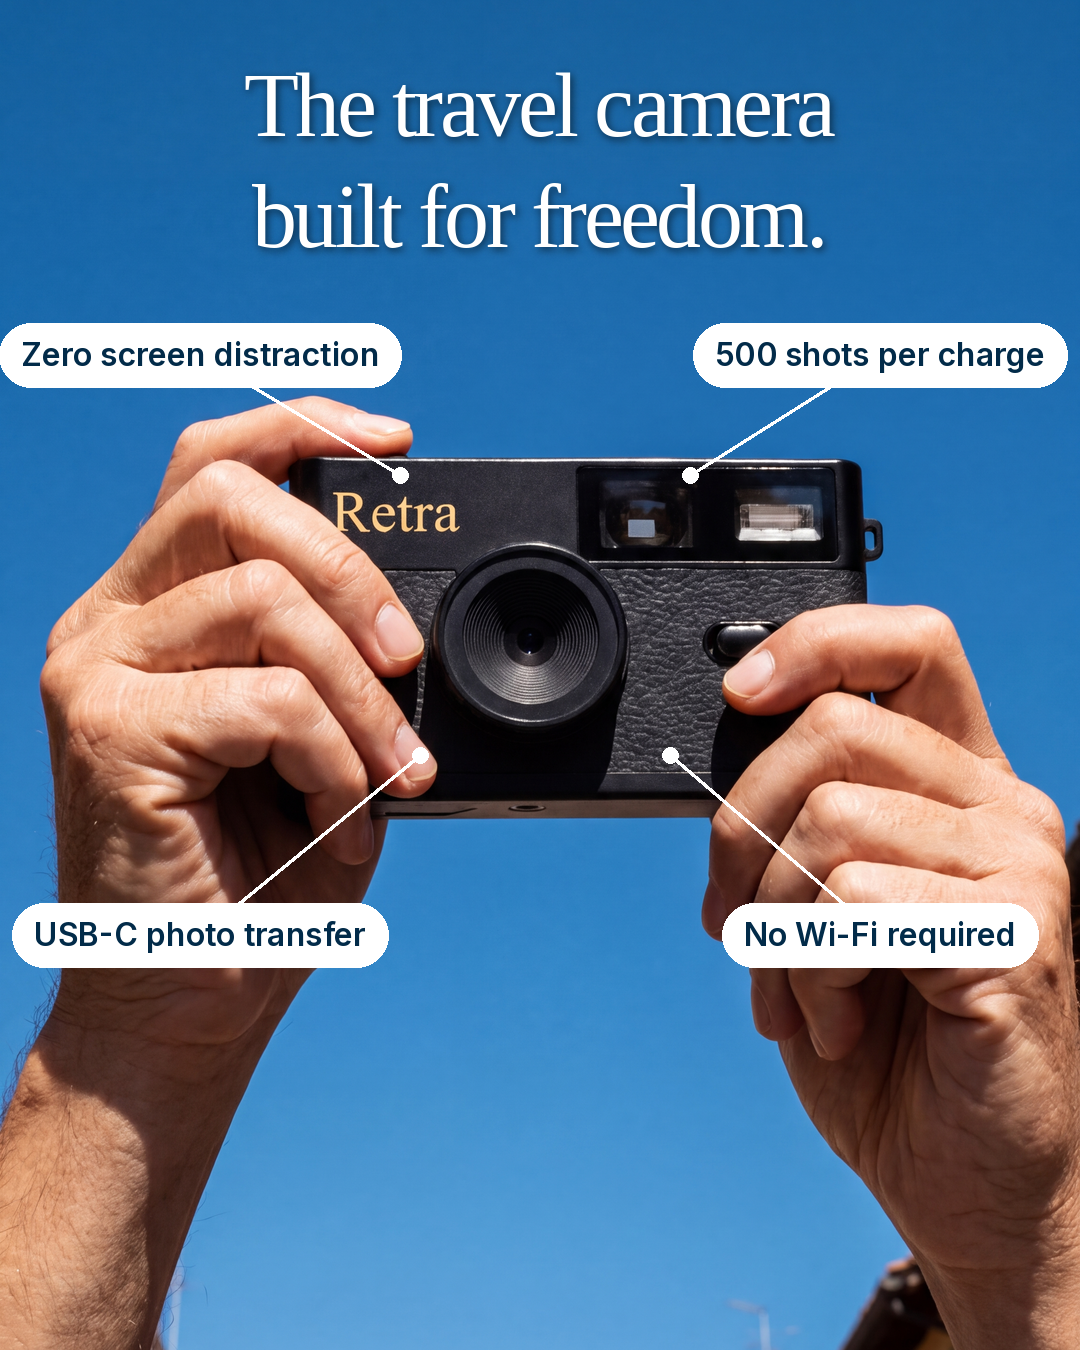 The travel camera
built for freedom.
Zero screen distraction
500 shots per charge
Retra
USB-C photo transfer
No Wi-Fi required